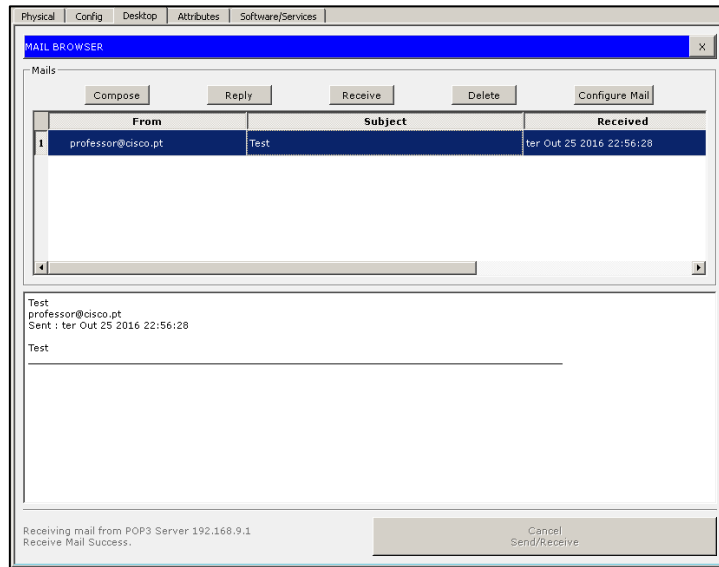 Physical Config Desktop Attributes Software/Services
MAIL BROWSER X
Mails
Compose Reply Receive Delete Configure Mail
From Subject Received
1 professor@cisco.pt Test ter Out 25 2016 22:56:28
Test
professor@cisco.pt
Sent : ter Out 25 2016 22:56:28
Test
Receiving mail from POP3 Server 192.168.9.1
Receive Mail Success.
Cancel
Send/Receive